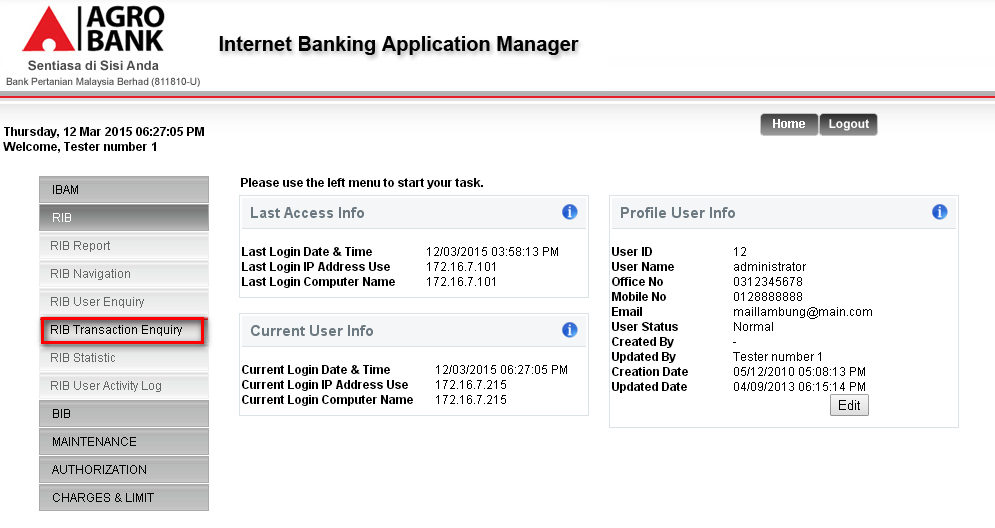 AGRO
BANK
Sentiasa di Sisi Anda
Bank Pertanian Malaysia Berhad (811810-U)
Internet Banking Application Manager
Thursday, 12 Mar 2015 06:27:05 PM
Welcome, Tester number 1
Home Logout
IBAM
RIB
RIB Report
RIB Navigation
RIB User Enquiry
RIB Transaction Enquiry
RIB Statistic
RIB User Activity Log
BIB
MAINTENANCE
AUTHORIZATION
CHARGES & LIMIT
Please use the left menu to start your task.
Last Access Info
Last Login Date & Time 12/03/2015 03:58:13 PM
Last Login IP Address Use 172.16.7.101
Last Login Computer Name 172.16.7.101
Current User Info
Current Login Date & Time 12/03/2015 06:27:05 PM
Current Login IP Address Use 172.16.7.215
Current Login Computer Name 172.16.7.215
Profile User Info
User ID 12
User Name administrator
Office No 0312345678
Mobile No 0128888888
Email maillambung@main.com
User Status Normal
Created By -
Updated By Tester number 1
Creation Date 05/12/2010 05:08:13 PM
Updated Date 04/09/2013 06:15:14 PM
Edit